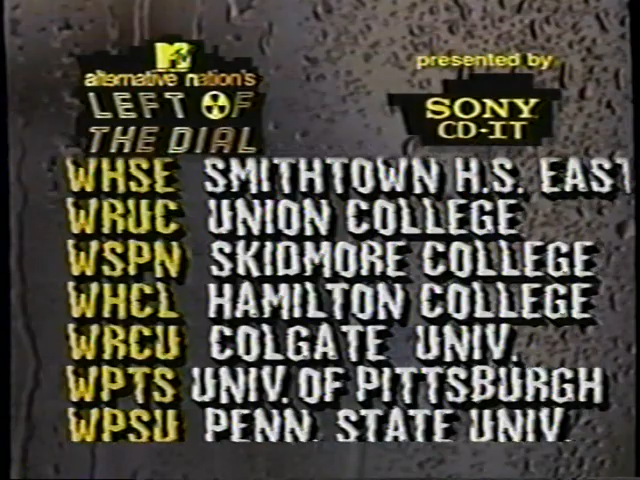 MTV
alternative nation's
LEFT OF
THE DIAL
presented by
SONY
CD-IT
WHSE SMITHTOWN H.S. EAST
WRUC UNION COLLEGE
WSPN SKIDMORE COLLEGE
WHCL HAMILTON COLLEGE
WRCU COLGATE UNIV.
WPTS UNIV. OF PITTSBURGH
WPSU PENN. STATE UNIV.